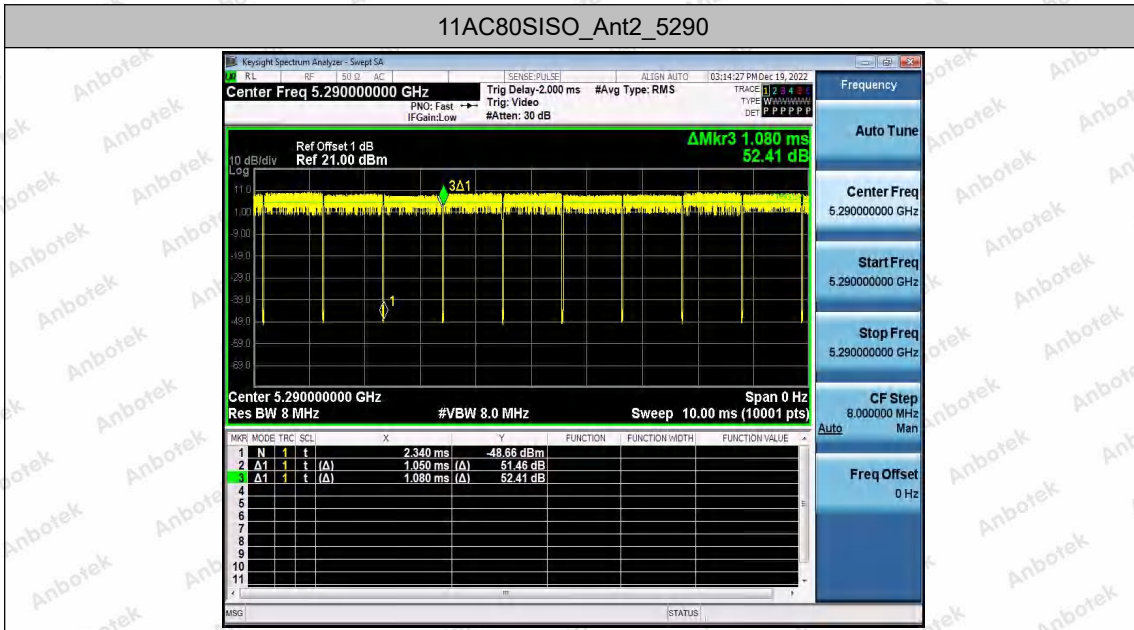 11AC80SISO_Ant2_5290
Keysight Spectrum Analyzer - Swept SA
RL RF 50 Ω AC SENSE:PULSE ALIGN AUTO 03:14:27 PM Dec 19, 2022
Center Freq 5.290000000 GHz
PNO: Fast
IFGain:Low
Trig Delay-2.000 ms #Avg Type: RMS
Trig: Video
#Atten: 30 dB
TRACE 1 2 3 4 5 6
TYPE WWWWWW
DET P P P P P P
ΔMkr3 1.080 ms
52.41 dB
Ref Offset 1 dB
10 dB/div Ref 21.00 dBm
Log
11.0
1.00
-9.00
-19.0
-29.0
-39.0
-49.0
-59.0
-69.0
3Δ1
1
Center 5.290000000 GHz Span 0 Hz
Res BW 8 MHz #VBW 8.0 MHz Sweep 10.00 ms (10001 pts)
MKR MODE TRC SCL X Y FUNCTION FUNCTION WIDTH FUNCTION VALUE
1 N 1 t 2.340 ms -48.66 dBm
2 Δ1 1 t (Δ) 1.050 ms (Δ) 51.46 dB
3 Δ1 1 t (Δ) 1.080 ms (Δ) 52.41 dB
4
5
6
7
8
9
10
11
MSG STATUS
Frequency
Auto Tune
Center Freq
5.290000000 GHz
Start Freq
5.290000000 GHz
Stop Freq
5.290000000 GHz
CF Step
8.000000 MHz
Auto Man
Freq Offset
0 Hz
Anbotek